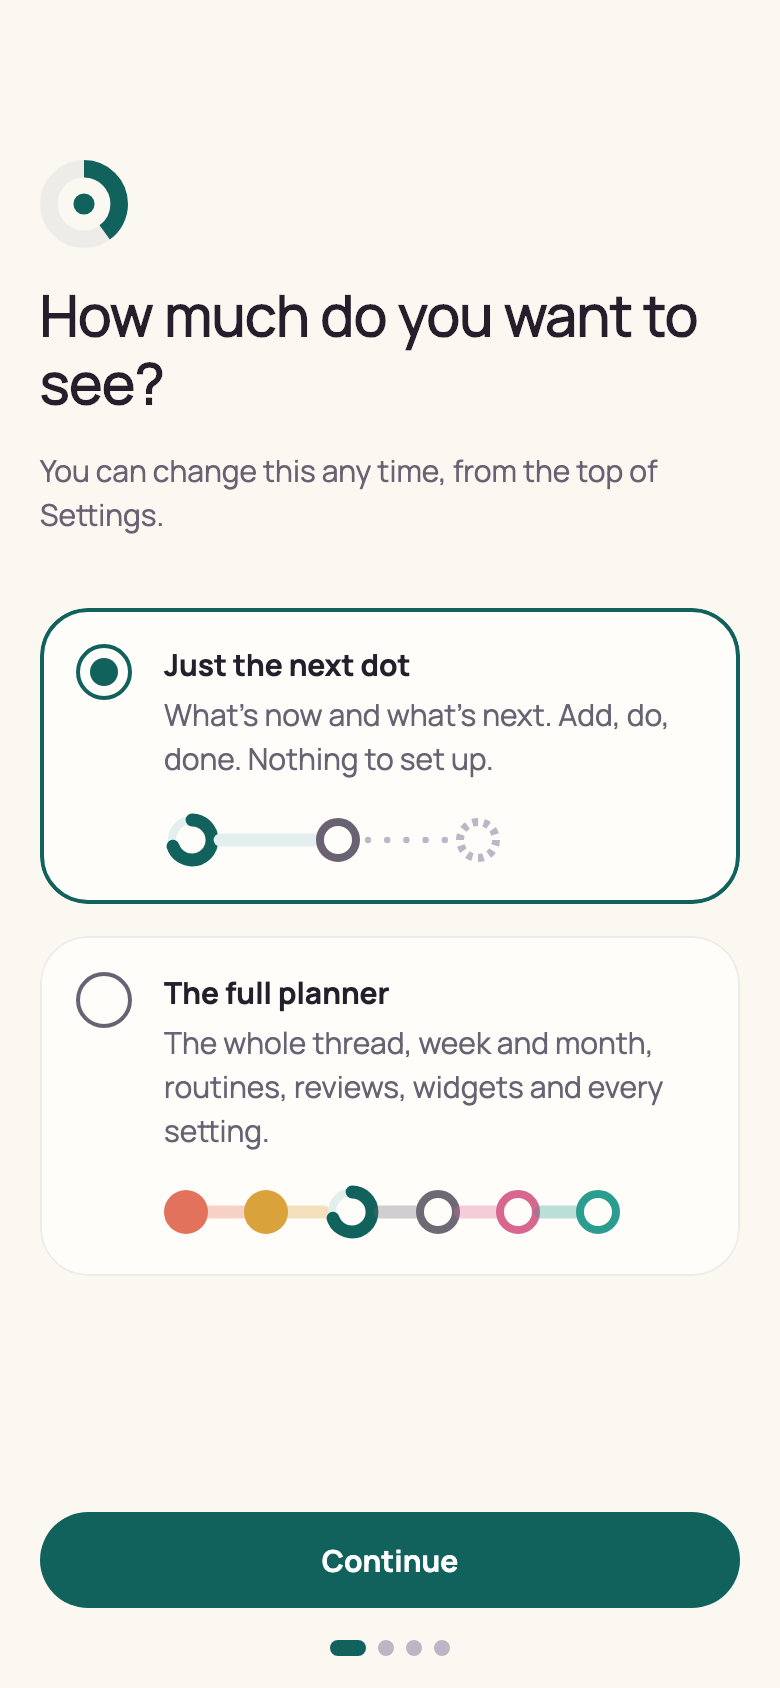 How much do you want to
see?
You can change this any time, from the top of
Settings.
Just the next dot
What's now and what's next. Add, do,
done. Nothing to set up.
The full planner
The whole thread, week and month,
routines, reviews, widgets and every
setting.
Continue